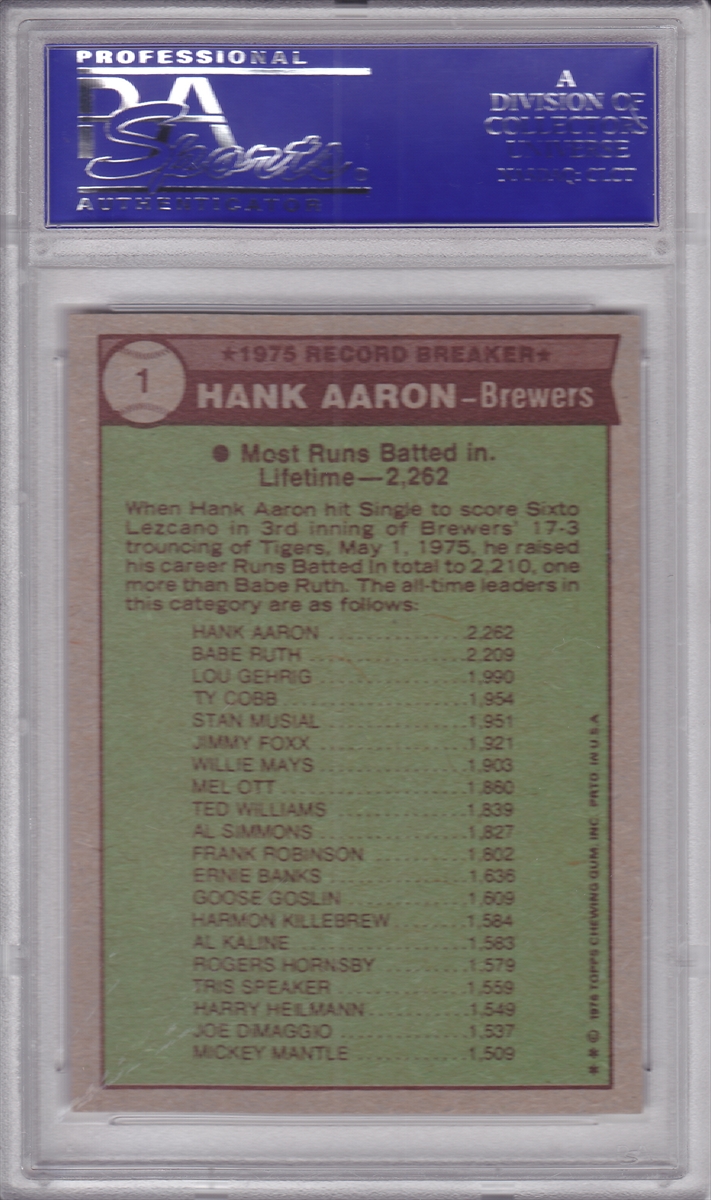 PROFESSIONAL
PSA
Sports
AUTHENTICATOR
A
DIVISION OF
COLLECTORS
UNIVERSE
NASDAQ: CLCT
1
★1975 RECORD BREAKER★
HANK AARON–Brewers
● Most Runs Batted in.
Lifetime—2,262
When Hank Aaron hit Single to score Sixto
Lezcano in 3rd inning of Brewers' 17-3
trouncing of Tigers, May 1, 1975, he raised
his career Runs Batted In total to 2,210, one
more than Babe Ruth. The all-time leaders in
this category are as follows:
HANK AARON ................2,262
BABE RUTH ..................2,209
LOU GEHRIG .................1,990
TY COBB ......................1,954
STAN MUSIAL ...............1,951
JIMMY FOXX .................1,921
WILLIE MAYS ................1,903
MEL OTT ......................1,860
TED WILLIAMS ..............1,839
AL SIMMONS ................1,827
FRANK ROBINSON .........1,802
ERNIE BANKS ...............1,636
GOOSE GOSLIN .............1,609
HARMON KILLEBREW ......1,584
AL KALINE ...................1,583
ROGERS HORNSBY ........1,579
TRIS SPEAKER ..............1,559
HARRY HEILMANN .........1,549
JOE DiMAGGIO .............1,537
MICKEY MANTLE ...........1,509
✱ ✱ © 1976 TOPPS CHEWING GUM, INC. PRTD. IN U.S.A.